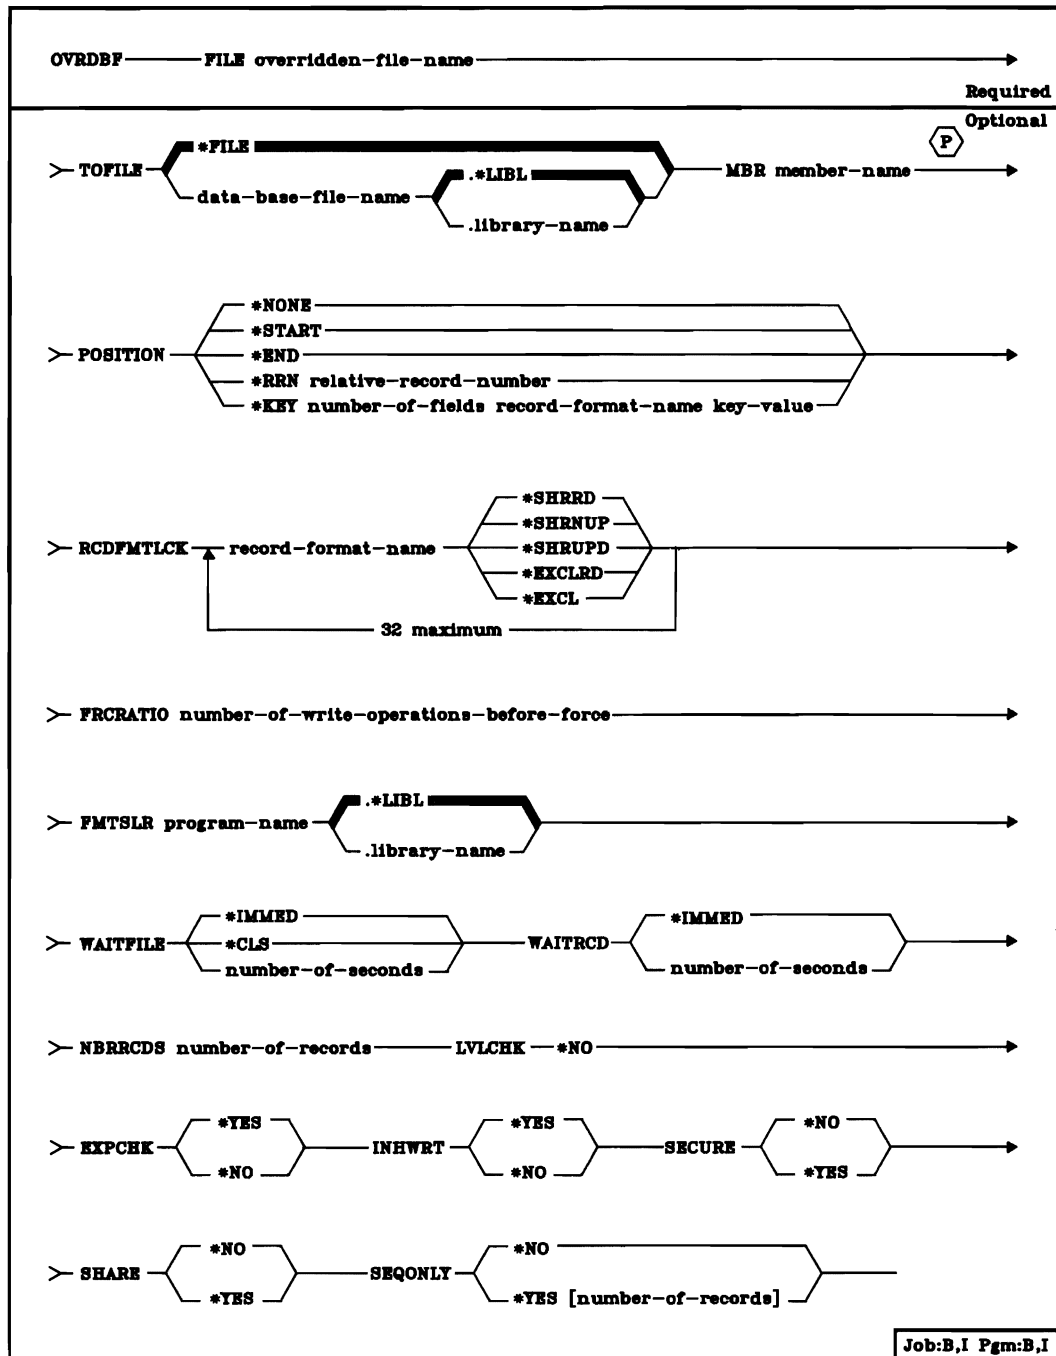 OVRDBF FILE overridden-file-name
Required
Optional
P
*FILE
.*LIBL
TOFILE MBR member-name
data-base-file-name
.library-name
*NONE
*START
POSITION *END
*RRN relative-record-number
*KEY number-of-fields record-format-name key-value
*SHRRD
*SHRNUP
RCDFMTLCK record-format-name *SHRUPD
*EXCLRD
*EXCL
32 maximum
FRCRATIO number-of-write-operations-before-force
.*LIBL
FMTSLR program-name
.library-name
*IMMED *IMMED
WAITFILE *CLS WAITRCD
number-of-seconds number-of-seconds
NBRRCDS number-of-records LVLCHK *NO
*YES *YES *NO
EXPCHK INHWRT SECURE
*NO *NO *YES
*NO *NO
SHARE SEQONLY
*YES *YES [number-of-records]
Job:B,I Pgm:B,I